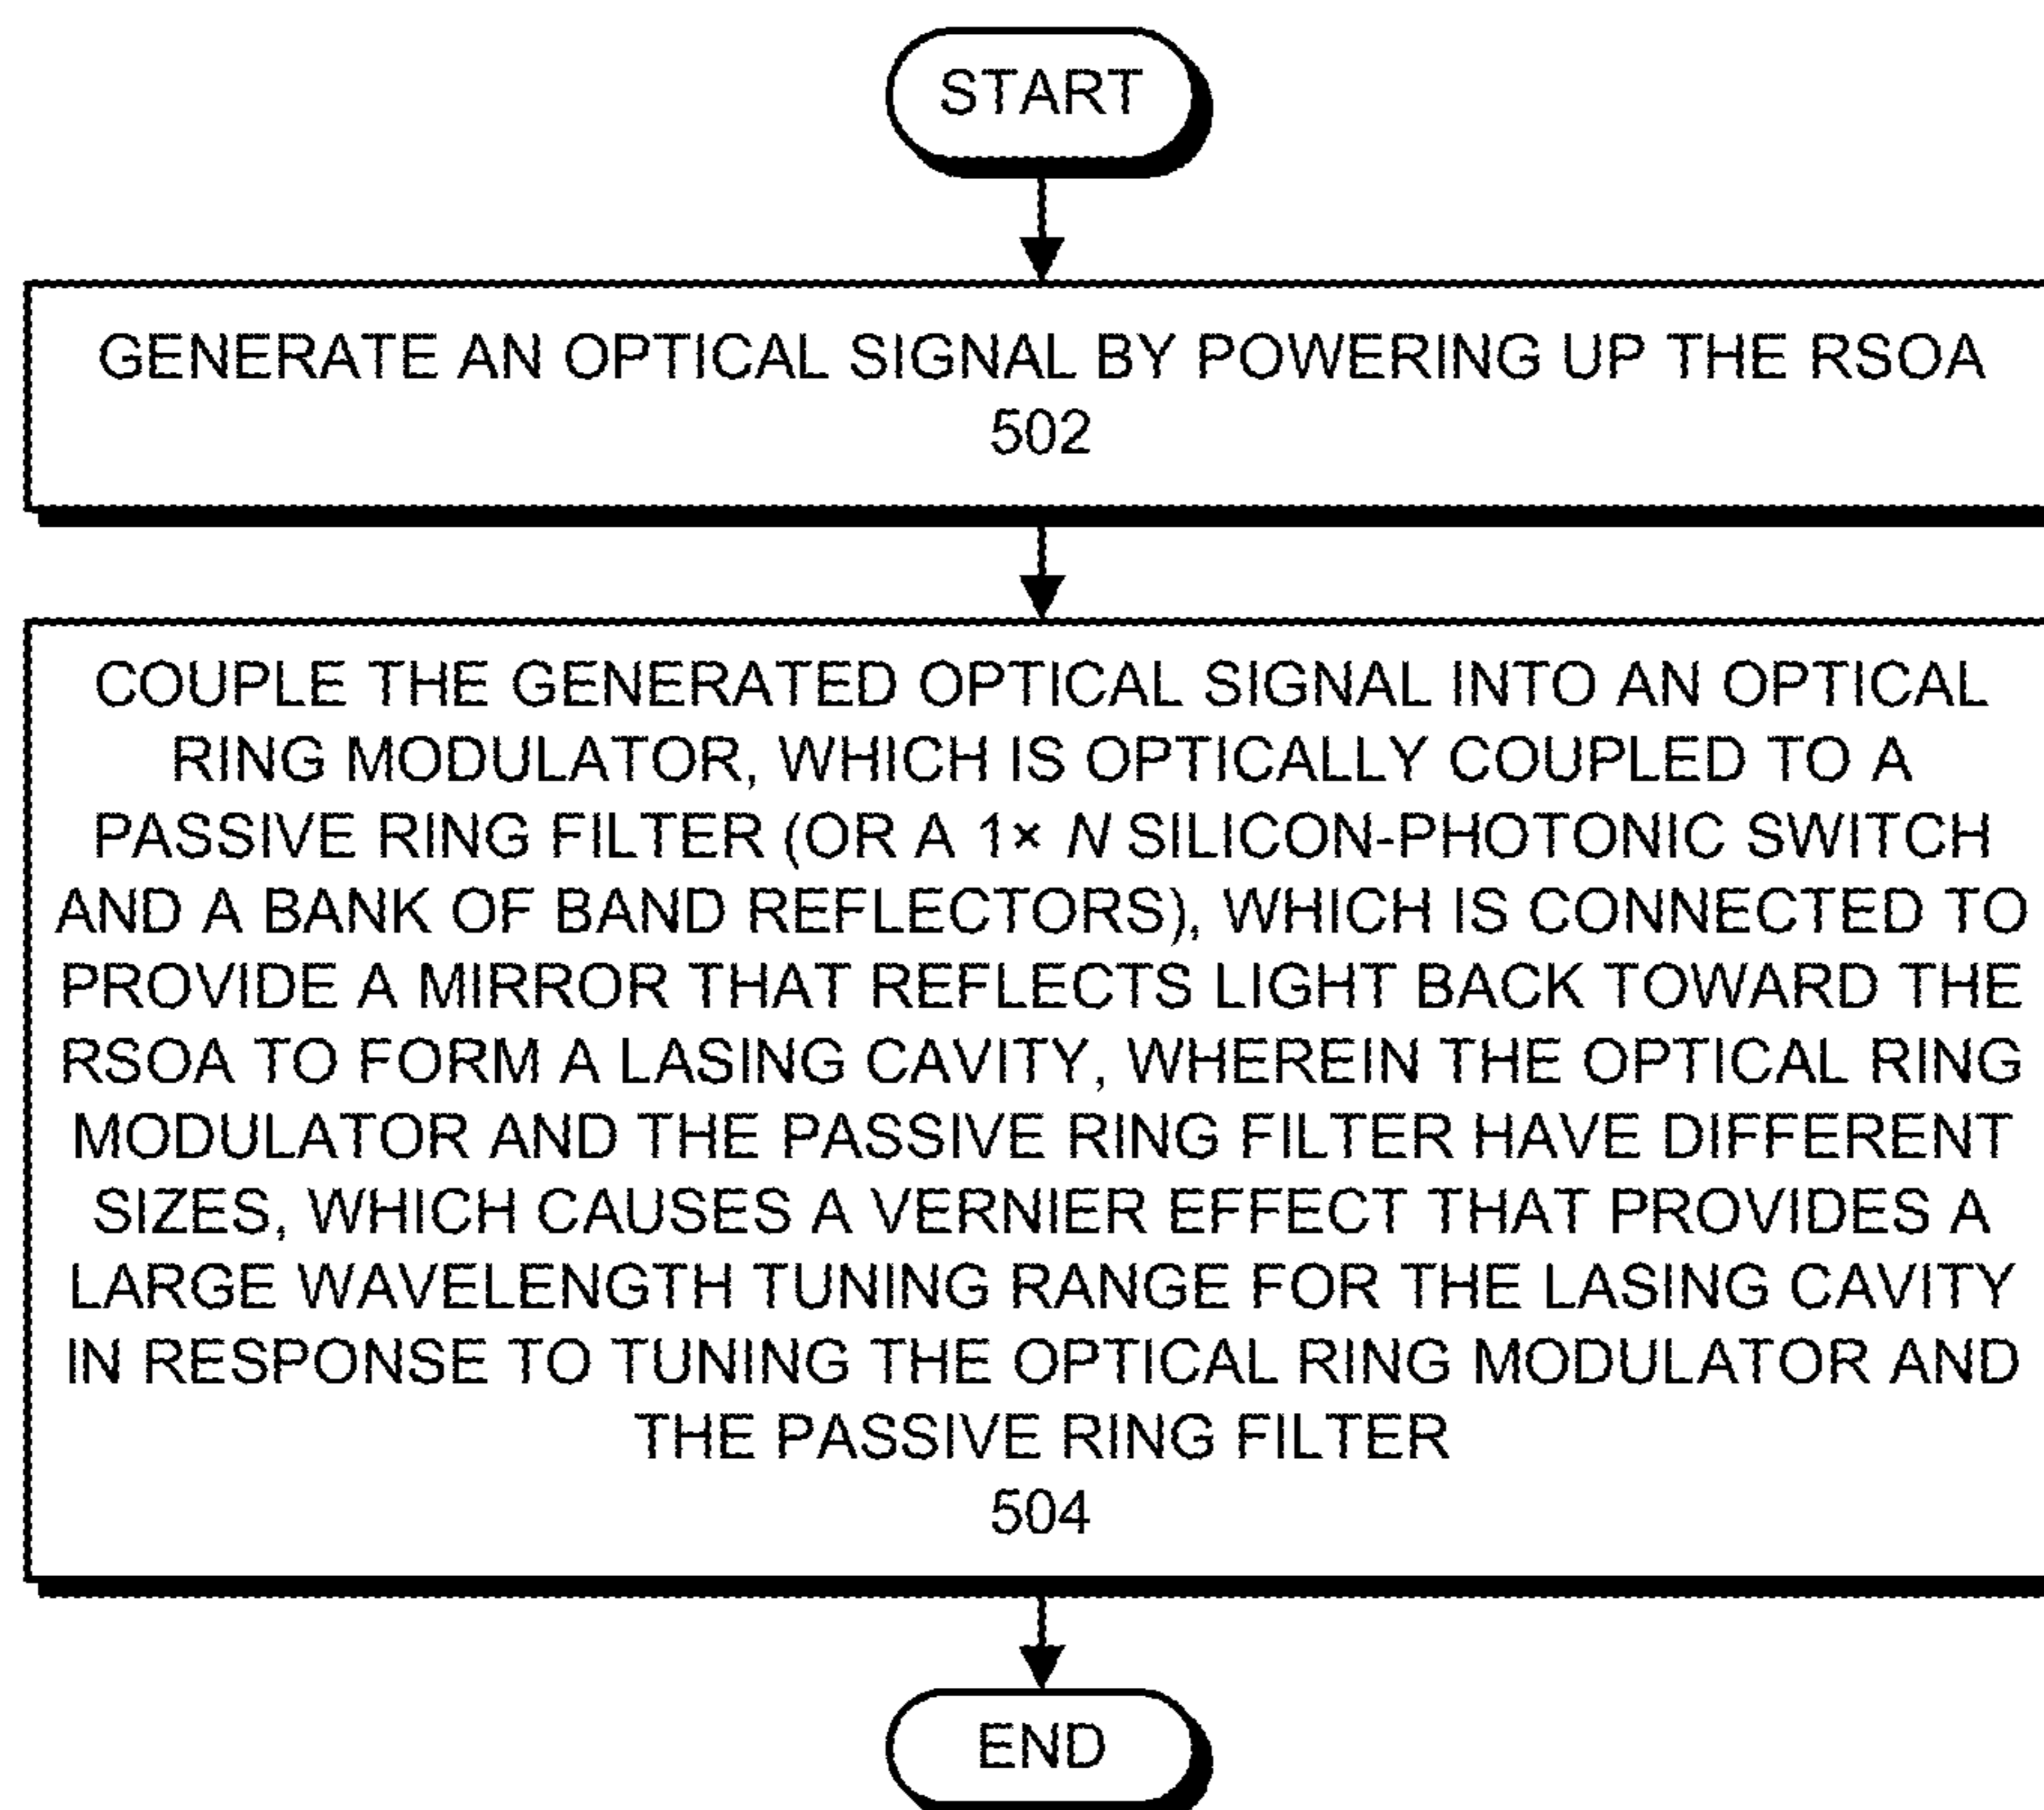 START
GENERATE AN OPTICAL SIGNAL BY POWERING UP THE RSOA
502
COUPLE THE GENERATED OPTICAL SIGNAL INTO AN OPTICAL
RING MODULATOR, WHICH IS OPTICALLY COUPLED TO A
PASSIVE RING FILTER (OR A 1× N SILICON-PHOTONIC SWITCH
AND A BANK OF BAND REFLECTORS), WHICH IS CONNECTED TO
PROVIDE A MIRROR THAT REFLECTS LIGHT BACK TOWARD THE
RSOA TO FORM A LASING CAVITY, WHEREIN THE OPTICAL RING
MODULATOR AND THE PASSIVE RING FILTER HAVE DIFFERENT
SIZES, WHICH CAUSES A VERNIER EFFECT THAT PROVIDES A
LARGE WAVELENGTH TUNING RANGE FOR THE LASING CAVITY
IN RESPONSE TO TUNING THE OPTICAL RING MODULATOR AND
THE PASSIVE RING FILTER
504
END